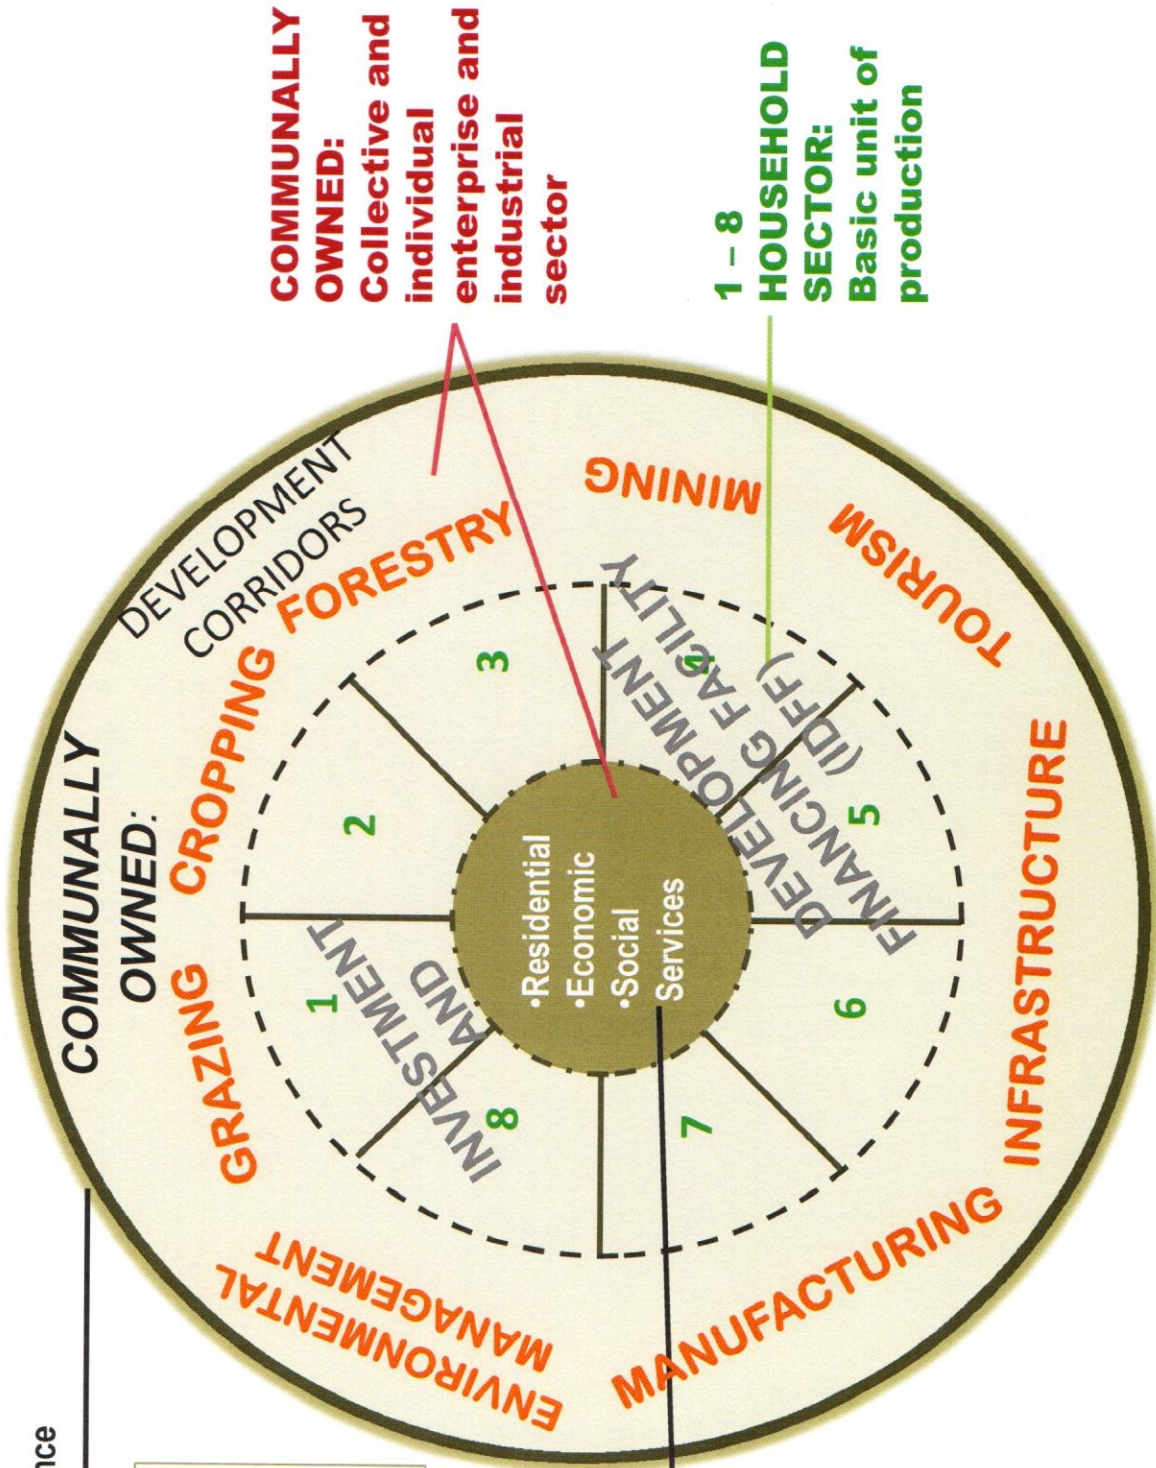 nce
COMMUNALLY
OWNED:
DEVELOPMENT
CORRIDORS
GRAZING
CROPPING
FORESTRY
MINING
TOURISM
INFRASTRUCTURE
MANUFACTURING
ENVIRONMENTAL
MANAGEMENT
1
2
3
4
5
6
7
8
INVESTMENT
AND
DEVELOPMENT
FINANCING FACILITY
(IDFF)
•Residential
•Economic
•Social
Services
COMMUNALLY
OWNED:
Collective and
individual
enterprise and
industrial
sector
1 – 8
HOUSEHOLD
SECTOR:
Basic unit of
production